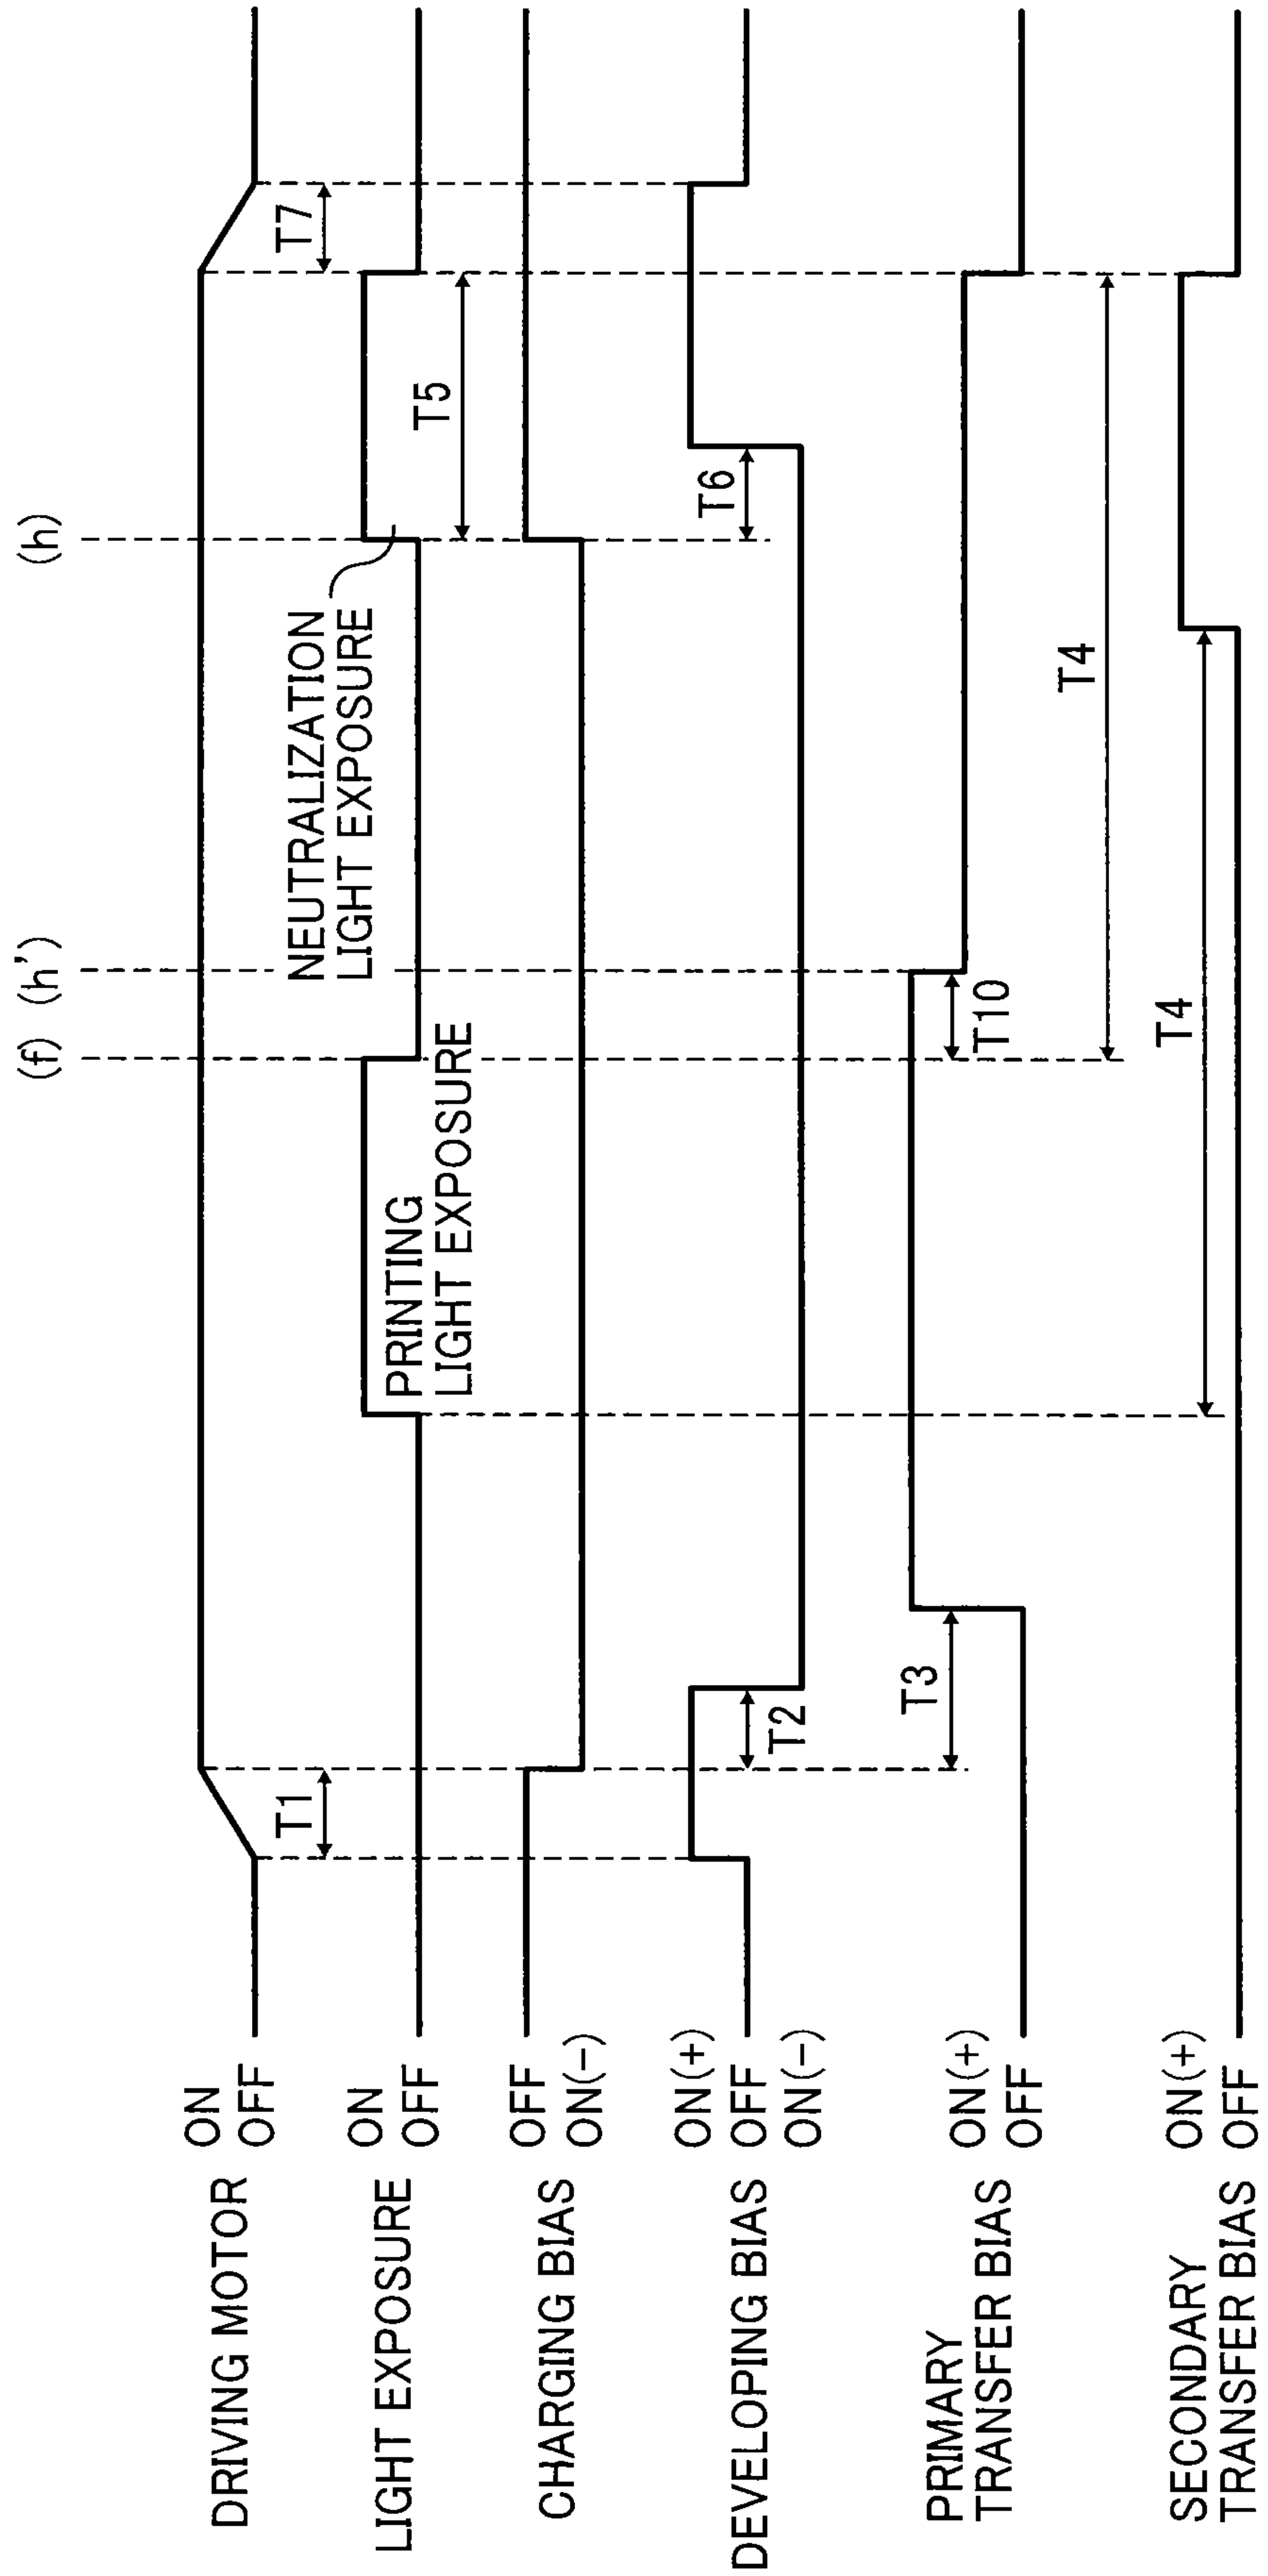 (f) (h') (h)
DRIVING MOTOR
ON
OFF
T1
T7
LIGHT EXPOSURE
ON
OFF
PRINTING
LIGHT EXPOSURE
NEUTRALIZATION
LIGHT EXPOSURE
T5
CHARGING BIAS
OFF
ON(−)
DEVELOPING BIAS
ON(+)
OFF
ON(−)
T2
T6
PRIMARY
TRANSFER BIAS
ON(+)
OFF
T3
T10
T4
SECONDARY
TRANSFER BIAS
ON(+)
OFF
T4